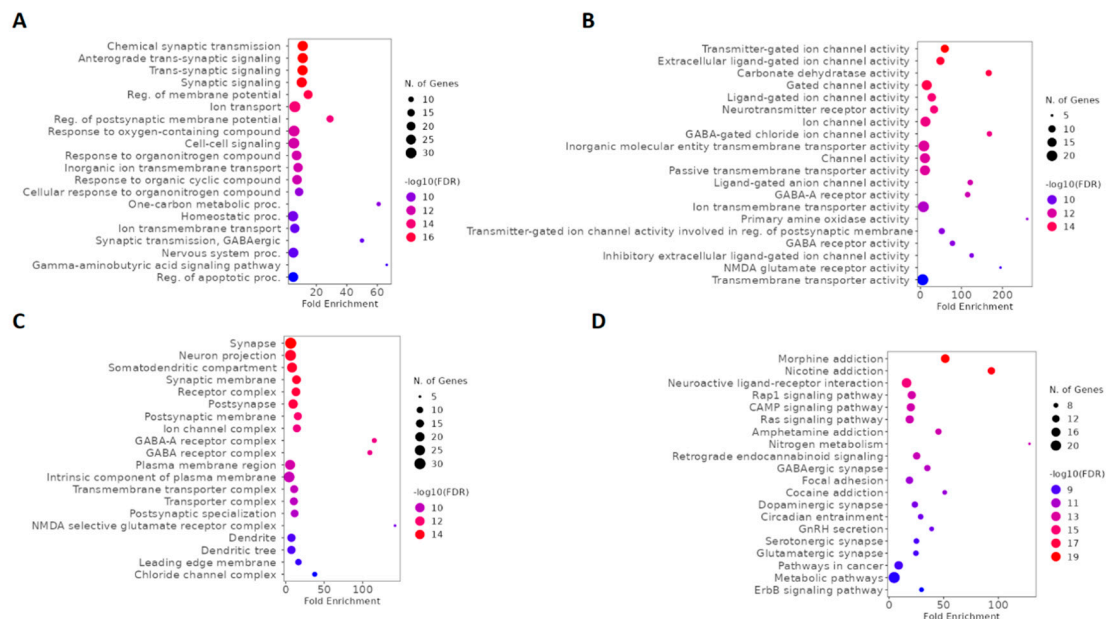 A
Chemical synaptic transmission
Anterograde trans-synaptic signaling
Trans-synaptic signaling
Synaptic signaling
Reg. of membrane potential
Ion transport
Reg. of postsynaptic membrane potential
Response to oxygen-containing compound
Cell-cell signaling
Response to organonitrogen compound
Inorganic ion transmembrane transport
Response to organic cyclic compound
Cellular response to organonitrogen compound
One-carbon metabolic proc.
Homeostatic proc.
Ion transmembrane transport
Synaptic transmission, GABAergic
Nervous system proc.
Gamma-aminobutyric acid signaling pathway
Reg. of apoptotic proc.
20 40 60
Fold Enrichment
N. of Genes
10
15
20
25
30
-log10(FDR)
10
12
14
16
B
Transmitter-gated ion channel activity
Extracellular ligand-gated ion channel activity
Carbonate dehydratase activity
Gated channel activity
Ligand-gated ion channel activity
Neurotransmitter receptor activity
Ion channel activity
GABA-gated chloride ion channel activity
Inorganic molecular entity transmembrane transporter activity
Channel activity
Passive transmembrane transporter activity
Ligand-gated anion channel activity
GABA-A receptor activity
Ion transmembrane transporter activity
Primary amine oxidase activity
Transmitter-gated ion channel activity involved in reg. of postsynaptic membrane
GABA receptor activity
Inhibitory extracellular ligand-gated ion channel activity
NMDA glutamate receptor activity
Transmembrane transporter activity
0 100 200
Fold Enrichment
N. of Genes
5
10
15
20
-log10(FDR)
10
12
14
C
Synapse
Neuron projection
Somatodendritic compartment
Synaptic membrane
Receptor complex
Postsynapse
Postsynaptic membrane
Ion channel complex
GABA-A receptor complex
GABA receptor complex
Plasma membrane region
Intrinsic component of plasma membrane
Transmembrane transporter complex
Transporter complex
Postsynaptic specialization
NMDA selective glutamate receptor complex
Dendrite
Dendritic tree
Leading edge membrane
Chloride channel complex
0 50 100
Fold Enrichment
N. of Genes
5
10
15
20
25
30
-log10(FDR)
10
12
14
D
Morphine addiction
Nicotine addiction
Neuroactive ligand-receptor interaction
Rap1 signaling pathway
CAMP signaling pathway
Ras signaling pathway
Amphetamine addiction
Nitrogen metabolism
Retrograde endocannabinoid signaling
GABAergic synapse
Focal adhesion
Cocaine addiction
Dopaminergic synapse
Circadian entrainment
GnRH secretion
Serotonergic synapse
Glutamatergic synapse
Pathways in cancer
Metabolic pathways
ErbB signaling pathway
0 50 100
Fold Enrichment
N. of Genes
8
12
16
20
-log10(FDR)
9
11
13
15
17
19